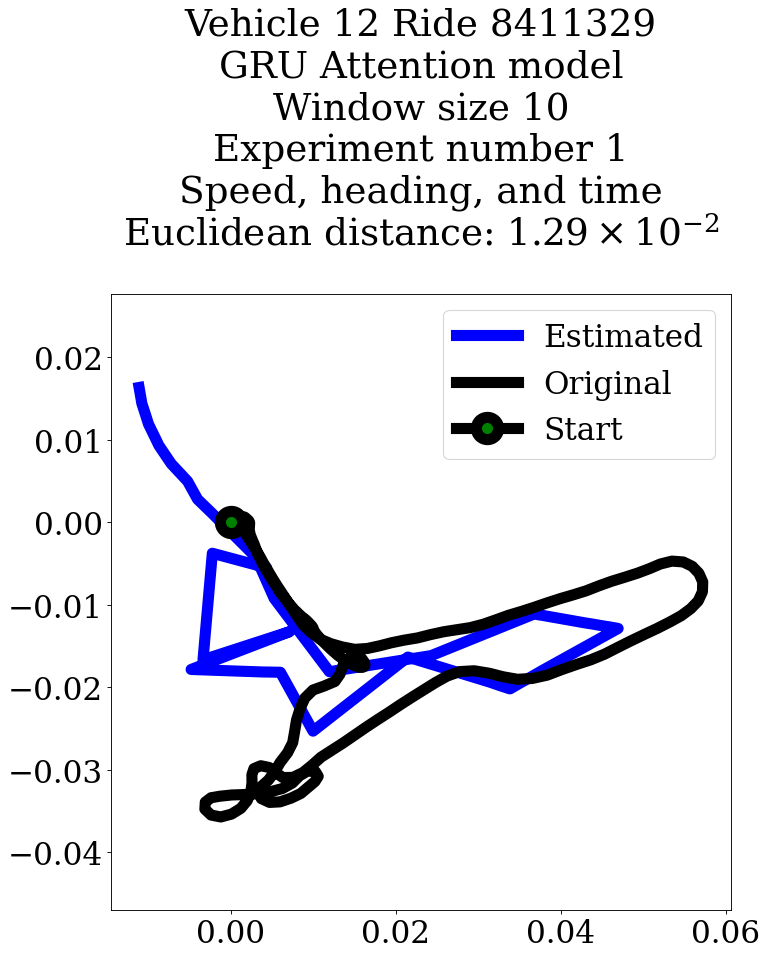 Vehicle 12 Ride 8411329
GRU Attention model
Window size 10
Experiment number 1
Speed, heading, and time
Euclidean distance: 1.29 × 10⁻²
Estimated
Original
Start
0.02
0.01
0.00
−0.01
−0.02
−0.03
−0.04
0.00 0.02 0.04 0.06